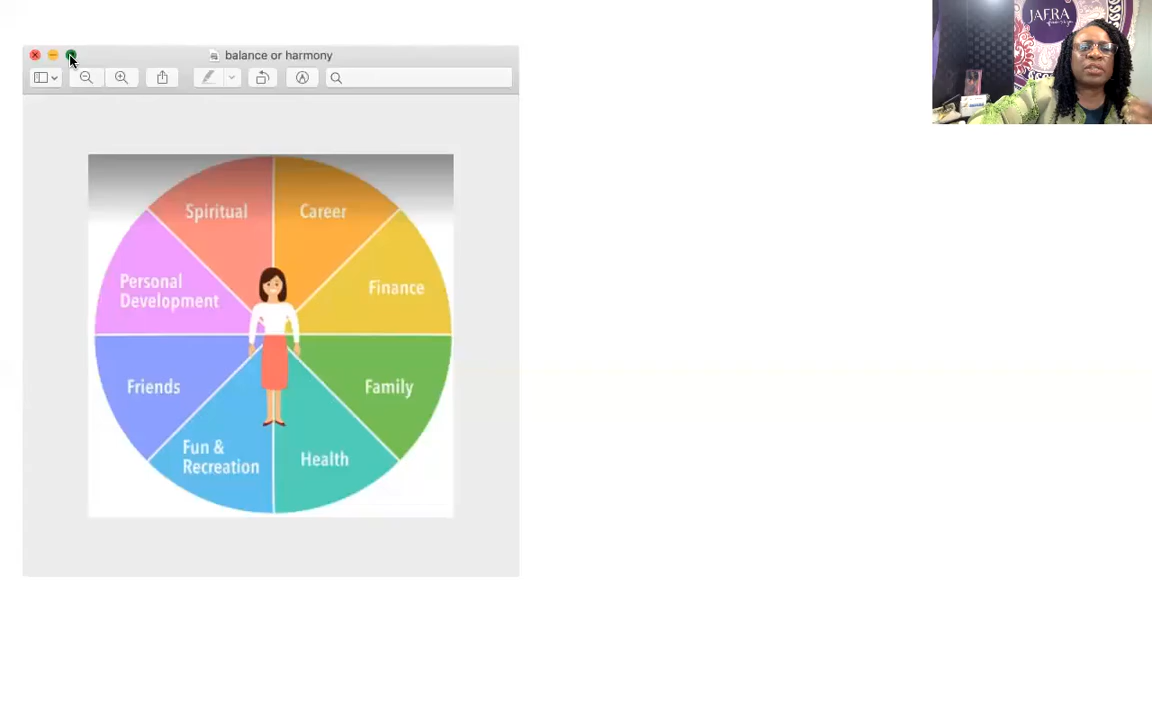 balance or harmony
JAFRA
Spiritual
Career
Personal
Development
Finance
Friends
Family
Fun &
Recreation
Health